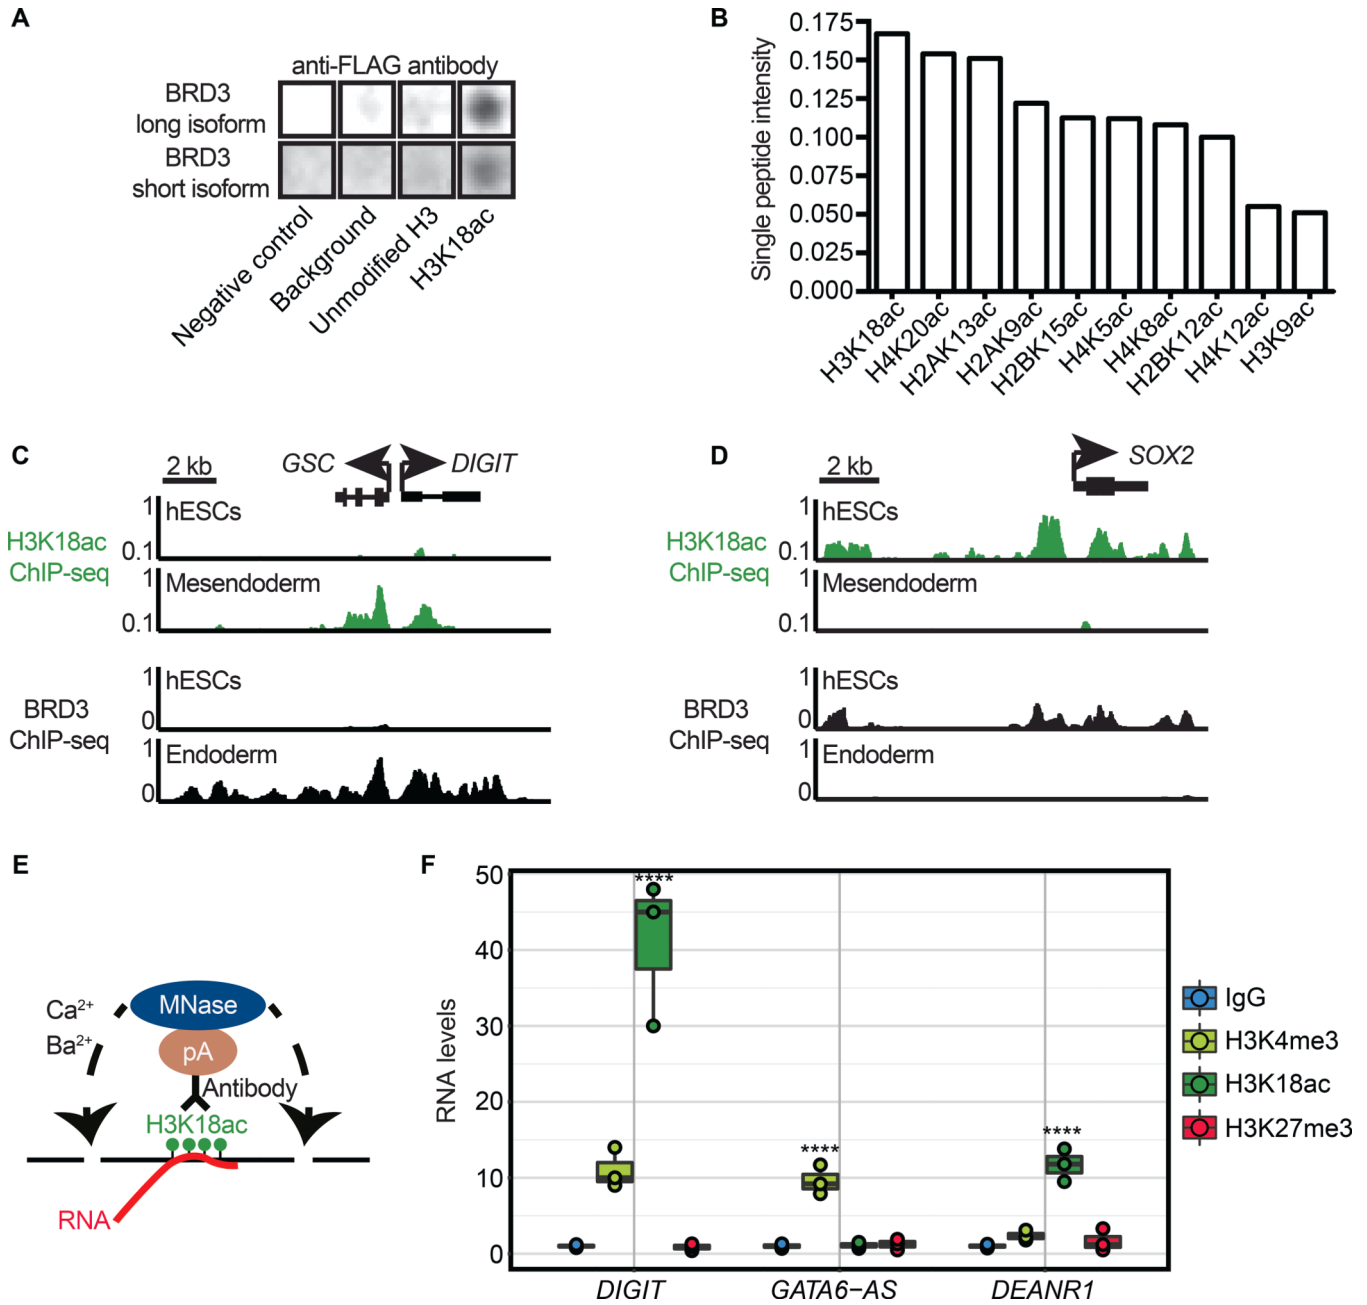 A
anti-FLAG antibody
BRD3
long isoform
BRD3
short isoform
Negative control
Background
Unmodified H3
H3K18ac
B
Single peptide intensity
0.175
0.150
0.125
0.100
0.075
0.050
0.025
0.000
H3K18ac
H4K20ac
H2AK13ac
H2AK9ac
H2BK15ac
H4K5ac
H4K8ac
H2BK12ac
H4K12ac
H3K9ac
C
2 kb
GSC
DIGIT
H3K18ac
ChIP-seq
1
0.1
hESCs
1
0.1
Mesendoderm
BRD3
ChIP-seq
1
0
hESCs
1
0
Endoderm
D
2 kb
SOX2
H3K18ac
ChIP-seq
1
0.1
hESCs
1
0.1
Mesendoderm
BRD3
ChIP-seq
1
0
hESCs
1
0
Endoderm
E
Ca2+
Ba2+
MNase
pA
Antibody
H3K18ac
RNA
F
RNA levels
50
40
30
20
10
0
****
****
****
DIGIT
GATA6−AS
DEANR1
IgG
H3K4me3
H3K18ac
H3K27me3